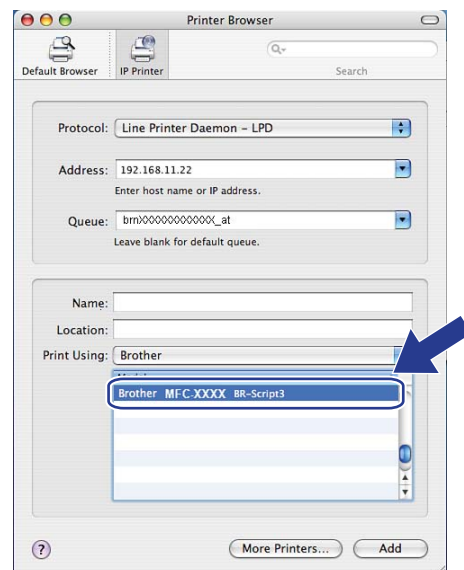 Printer Browser
Default Browser
IP Printer
Search
Protocol: Line Printer Daemon - LPD
Address: 192.168.11.22
Enter host name or IP address.
Queue: brnXXXXXXXXXXXX_at
Leave blank for default queue.
Name:
Location:
Print Using: Brother
Brother MFC-XXXX BR-Script3
?
More Printers...
Add